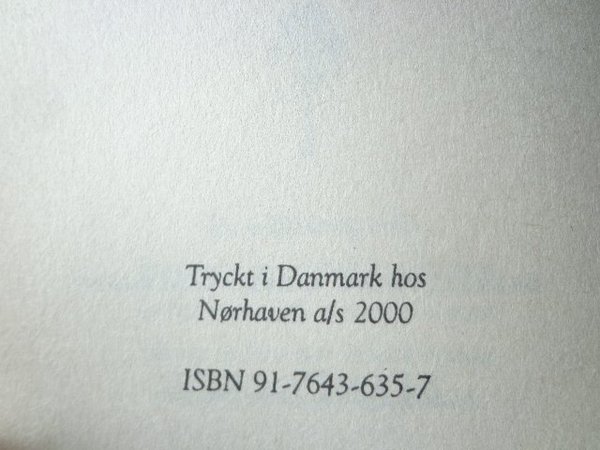 Tryckt i Danmark hos
Nørhaven a/s 2000
ISBN 91-7643-635-7